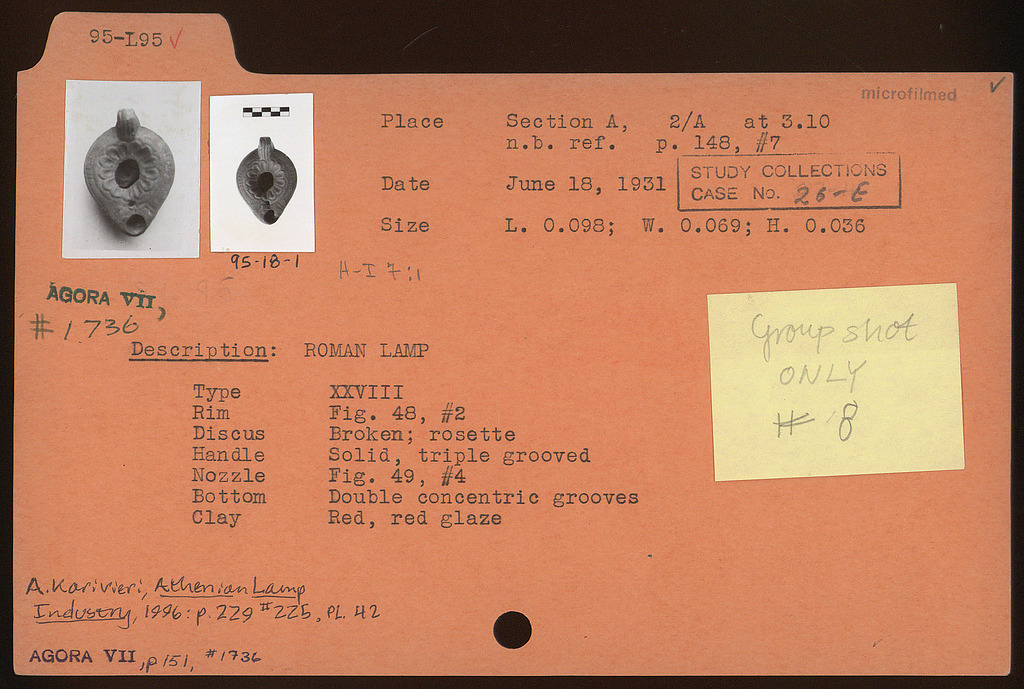 95-L95 ✓
microfilmed ✓
Place Section A, 2/A at 3.10
n.b. ref. p. 148, #7
Date June 18, 1931
STUDY COLLECTIONS
CASE No. 26-E
Size L. 0.098; W. 0.069; H. 0.036
95-18-1
H-I 7:1
AGORA VII,
# 1736
Description: ROMAN LAMP
Type XXVIII
Rim Fig. 48, #2
Discus Broken; rosette
Handle Solid, triple grooved
Nozzle Fig. 49, #4
Bottom Double concentric grooves
Clay Red, red glaze
Group shot
ONLY
# 8
A. Karivieri, Athenian Lamp
Industry, 1996: p. 229 #225, PL. 42
AGORA VII, p 151, #1736